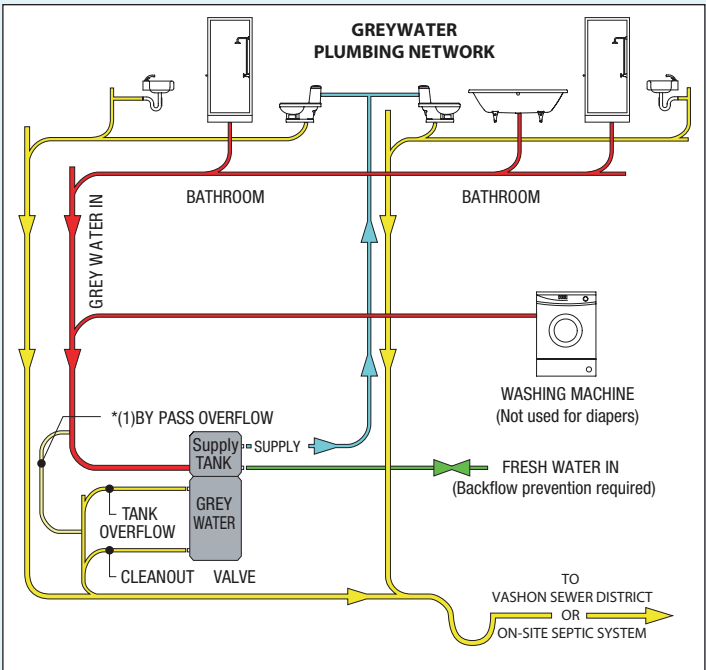 GREYWATER
PLUMBING NETWORK
BATHROOM
BATHROOM
GREY WATER IN
WASHING MACHINE
(Not used for diapers)
*(1)BY PASS OVERFLOW
Supply
TANK
SUPPLY
FRESH WATER IN
(Backflow prevention required)
GREY
WATER
TANK
OVERFLOW
CLEANOUT VALVE
TO
VASHON SEWER DISTRICT
OR
ON-SITE SEPTIC SYSTEM